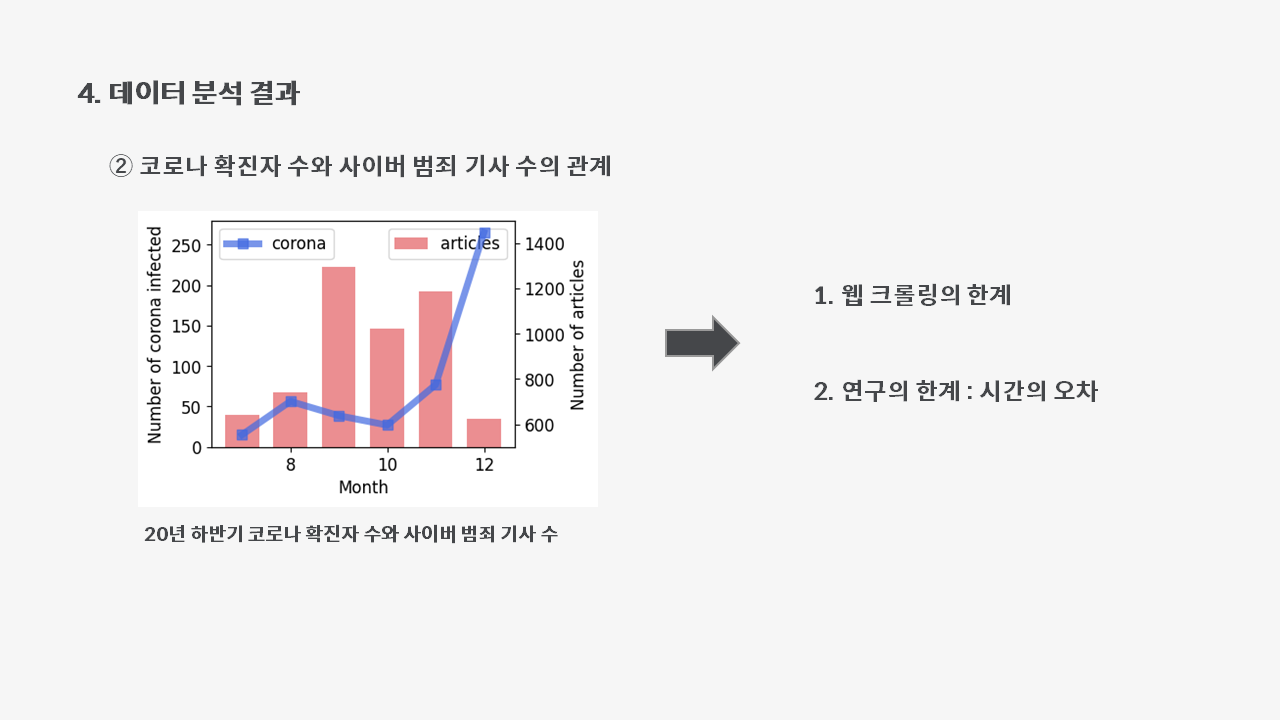 4. 데이터 분석 결과
② 코로나 확진자 수와 사이버 범죄 기사 수의 관계
corona
articles
Number of corona infected
250
200
150
100
50
0
1400
1200
1000
800
600
Number of articles
8 10 12
Month
20년 하반기 코로나 확진자 수와 사이버 범죄 기사 수
1. 웹 크롤링의 한계
2. 연구의 한계 : 시간의 오차